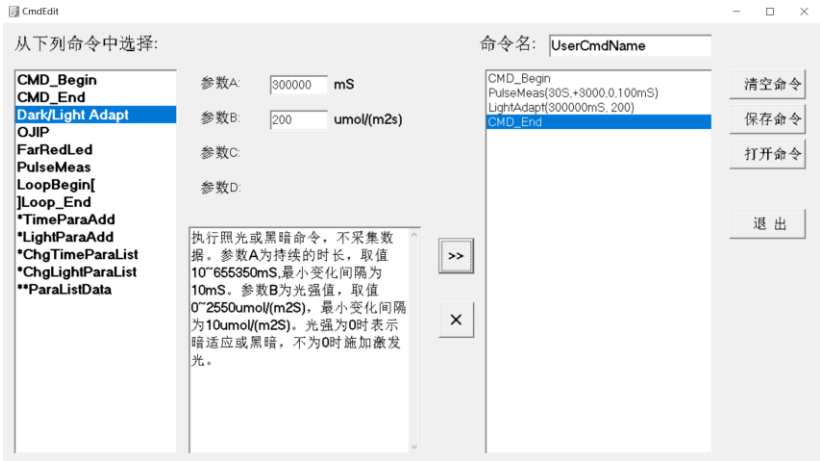 CmdEdit
从下列命令中选择:
命令名:
UserCmdName
CMD_Begin
CMD_End
Dark/Light Adapt
OJIP
FarRedLed
PulseMeas
LoopBegin[
]Loop_End
*TimeParaAdd
*LightParaAdd
*ChgTimeParaList
*ChgLightParaList
**ParaListData
参数A:
300000
mS
参数B:
200
umol/(m2s)
参数C:
参数D:
执行照光或黑暗命令，不采集数
据。参数A为持续的时长，取值
10~655350mS,最小变化间隔为
10mS。参数B为光强值，取值
0~2550umol/(m2S)，最小变化间隔
为10umol/(m2S)。光强为0时表示
暗适应或黑暗，不为0时施加激发
光。
>>
×
CMD_Begin
PulseMeas(30S,+3000,0,100mS)
LightAdapt(300000mS, 200)
CMD_End
清空命令
保存命令
打开命令
退 出